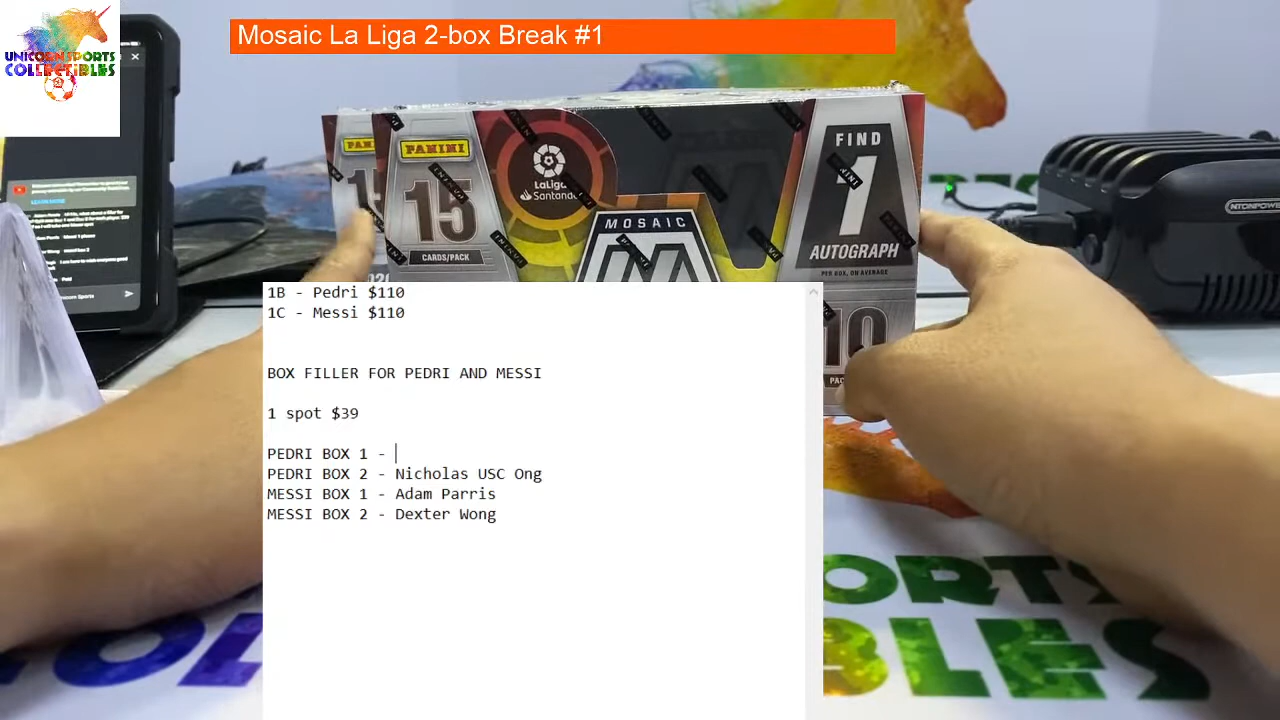 Mosaic La Liga 2-box Break #1
UNICORN SPORTS
COLLECTIBLES
PANINI
15
CARDS/PACK
LaLiga
Santander
MOSAIC
FIND
1
AUTOGRAPH
PER BOX, ON AVERAGE
10
NTONPOWER
1B - Pedri $110
1C - Messi $110
BOX FILLER FOR PEDRI AND MESSI
1 spot $39
PEDRI BOX 1 -
PEDRI BOX 2 - Nicholas USC Ong
MESSI BOX 1 - Adam Parris
MESSI BOX 2 - Dexter Wong